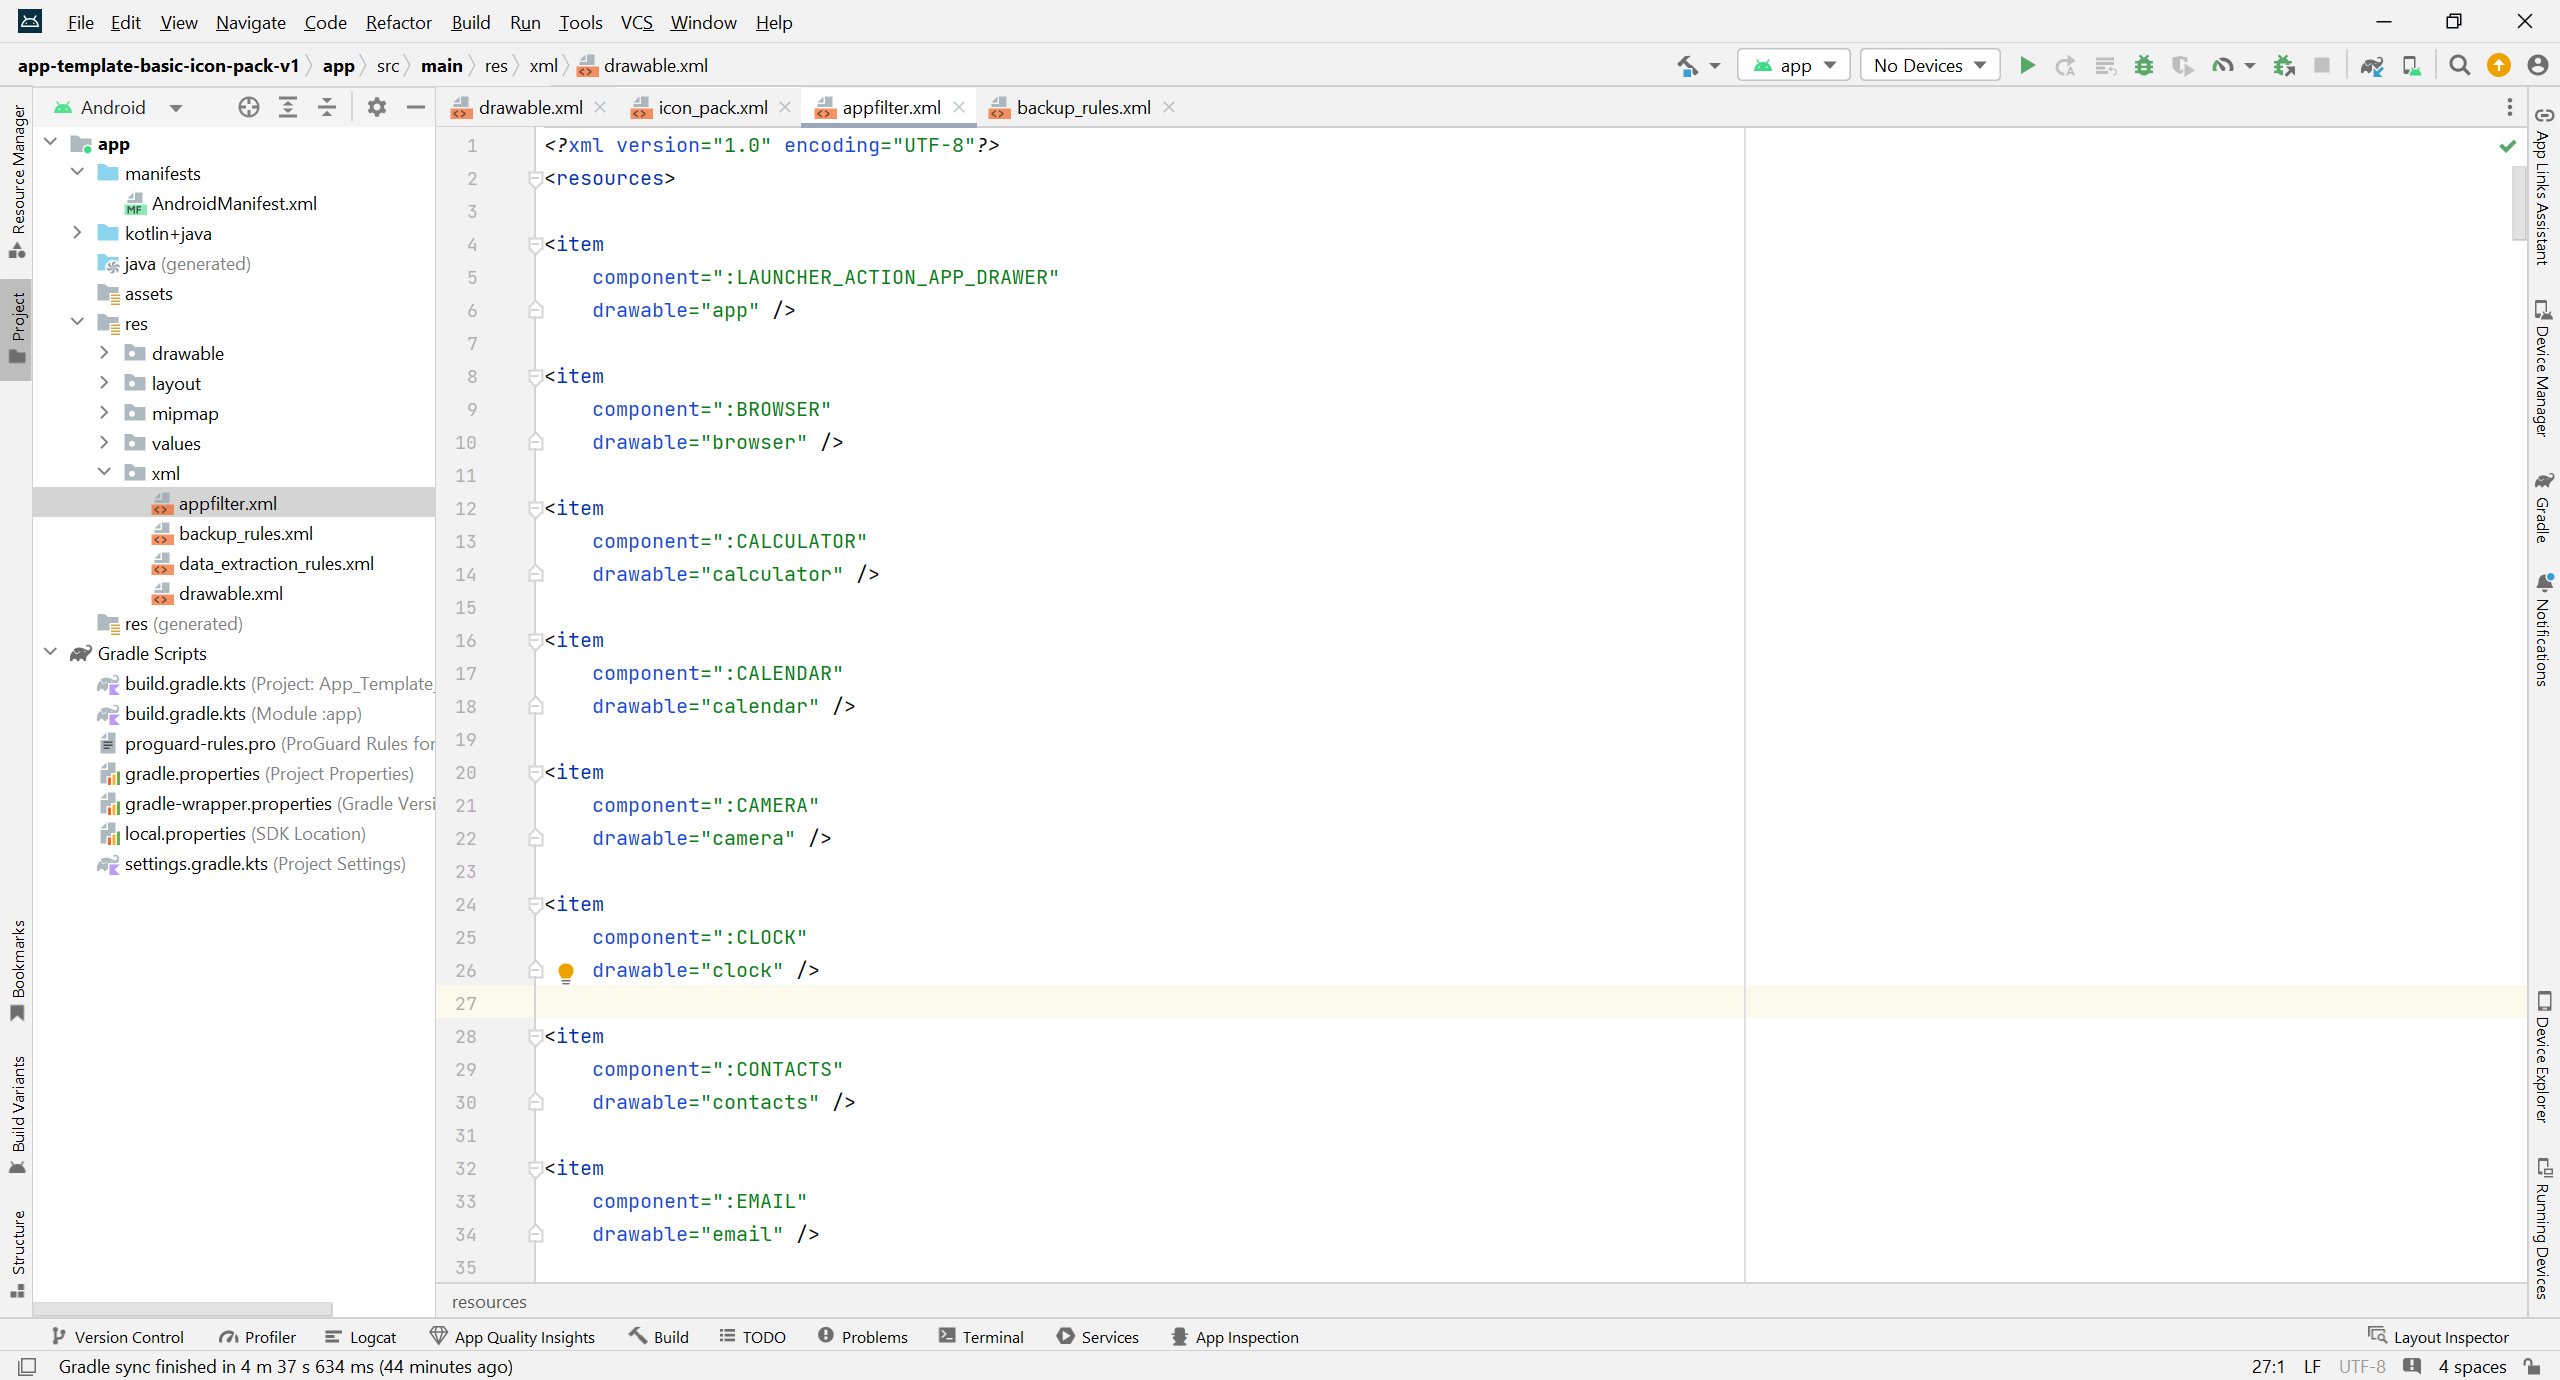 File Edit View Navigate Code Refactor Build Run Tools VCS Window Help
app-template-basic-icon-pack-v1 app src main res xml drawable.xml
app No Devices
Android
drawable.xml icon_pack.xml appfilter.xml backup_rules.xml
Resource Manager
Project
Bookmarks
Build Variants
Structure
app
manifests
AndroidManifest.xml
kotlin+java
java (generated)
assets
res
drawable
layout
mipmap
values
xml
appfilter.xml
backup_rules.xml
data_extraction_rules.xml
drawable.xml
res (generated)
Gradle Scripts
build.gradle.kts (Project: App_Template_
build.gradle.kts (Module :app)
proguard-rules.pro (ProGuard Rules for
gradle.properties (Project Properties)
gradle-wrapper.properties (Gradle Versi
local.properties (SDK Location)
settings.gradle.kts (Project Settings)
1 <?xml version="1.0" encoding="UTF-8"?>
2 <resources>
3
4 <item
5 component=":LAUNCHER_ACTION_APP_DRAWER"
6 drawable="app" />
7
8 <item
9 component=":BROWSER"
10 drawable="browser" />
11
12 <item
13 component=":CALCULATOR"
14 drawable="calculator" />
15
16 <item
17 component=":CALENDAR"
18 drawable="calendar" />
19
20 <item
21 component=":CAMERA"
22 drawable="camera" />
23
24 <item
25 component=":CLOCK"
26 drawable="clock" />
27
28 <item
29 component=":CONTACTS"
30 drawable="contacts" />
31
32 <item
33 component=":EMAIL"
34 drawable="email" />
35
resources
App Links Assistant
Device Manager
Gradle
Notifications
Device Explorer
Running Devices
Version Control Profiler Logcat App Quality Insights Build TODO Problems Terminal Services App Inspection Layout Inspector
Gradle sync finished in 4 m 37 s 634 ms (44 minutes ago) 27:1 LF UTF-8 4 spaces